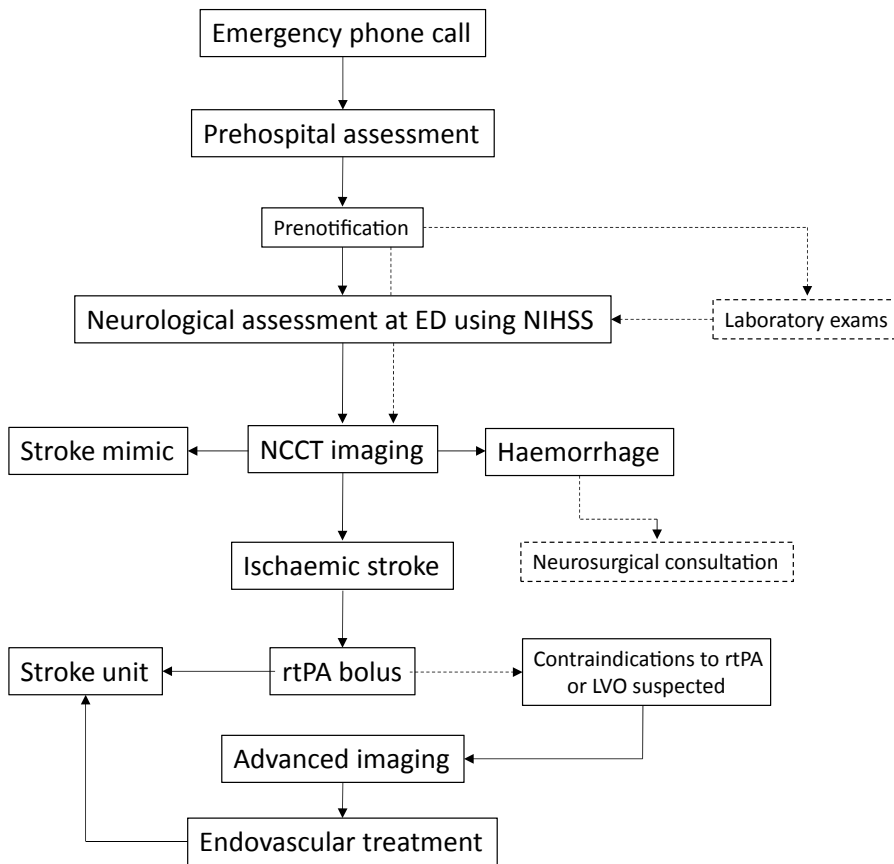 Emergency phone call
Prehospital assessment
Prenotification
Neurological assessment at ED using NIHSS
Laboratory exams
Stroke mimic
NCCT imaging
Haemorrhage
Neurosurgical consultation
Ischaemic stroke
Stroke unit
rtPA bolus
Contraindications to rtPA
or LVO suspected
Advanced imaging
Endovascular treatment